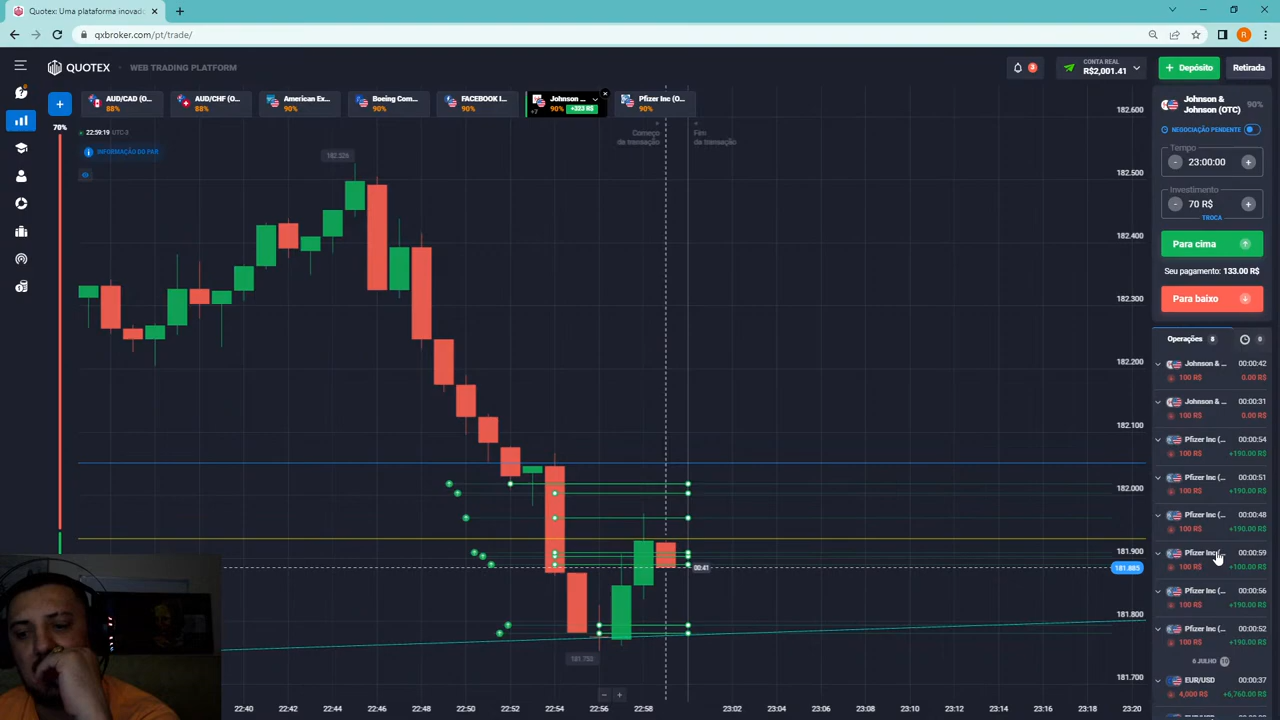 Quotex: Uma plataforma inovado
qxbroker.com/pt/trade/
R
QUOTEX
WEB TRADING PLATFORM
3
CONTA REAL
R$2,001.41
+ Depósito
Retirada
+
AUD/CAD (O...
88%
AUD/CHF (O...
88%
American Ex...
90%
Boeing Com...
90%
FACEBOOK I...
90%
Johnson ...
+7
90%
+323 R$
Pfizer Inc (O...
90%
70%
22:59:19 UTC-3
INFORMAÇÃO DO PAR
Começo
da transação
Fim
da transação
182.526
181.750
00:41
182.600
182.500
182.400
182.300
182.200
182.100
182.000
181.900
181.885
181.800
181.700
22:40
22:42
22:44
22:46
22:48
22:50
22:52
22:54
22:56
22:58
23:02
23:04
23:06
23:08
23:10
23:12
23:14
23:16
23:18
23:20
Johnson &
Johnson (OTC)
90%
NEGOCIAÇÃO PENDENTE
Tempo
- 23:00:00 +
Investimento
- 70 R$ +
TROCA
Para cima
Seu pagamento: 133.00 R$
Para baixo
Operações 8
0
Johnson & ... 00:00:42
100 R$ 0.00 R$
Johnson & ... 00:00:31
100 R$ 0.00 R$
Pfizer Inc (... 00:00:54
100 R$ +190.00 R$
Pfizer Inc (... 00:00:51
100 R$ +190.00 R$
Pfizer Inc (... 00:00:48
100 R$ +190.00 R$
Pfizer Inc (... 00:00:59
100 R$ +100.00 R$
Pfizer Inc (... 00:00:56
100 R$ +190.00 R$
Pfizer Inc (... 00:00:52
100 R$ +190.00 R$
6 JULHO 10
EUR/USD 00:00:37
4,000 R$ +6,760.00 R$